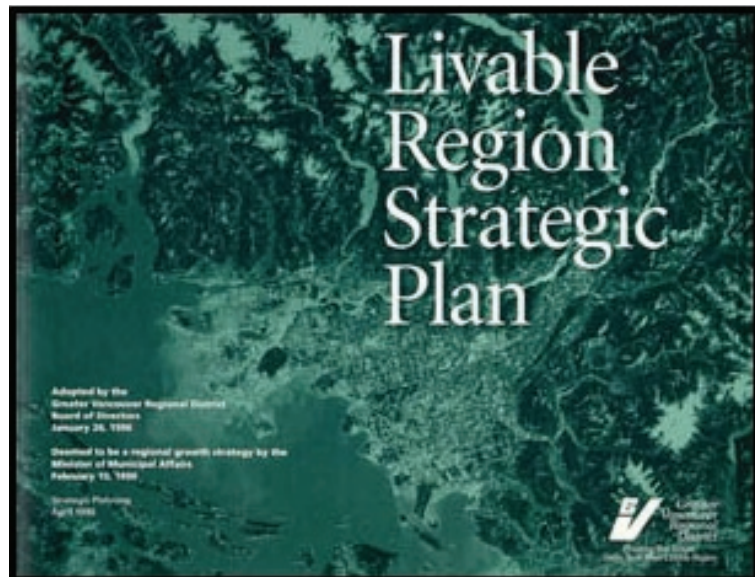 Livable
Region
Strategic
Plan
Adopted by the
Greater Vancouver Regional District
Board of Directors
January 26, 1996
Deemed to be a regional growth strategy by the
Minister of Municipal Affairs
February 10, 1996
Strategic Planning
April 1996
Greater
Vancouver
Regional
District